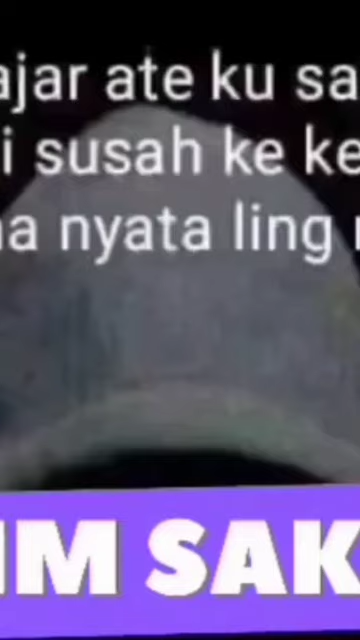 ajar ate ku sa
i susah ke ke
a nyata ling
IM SAK